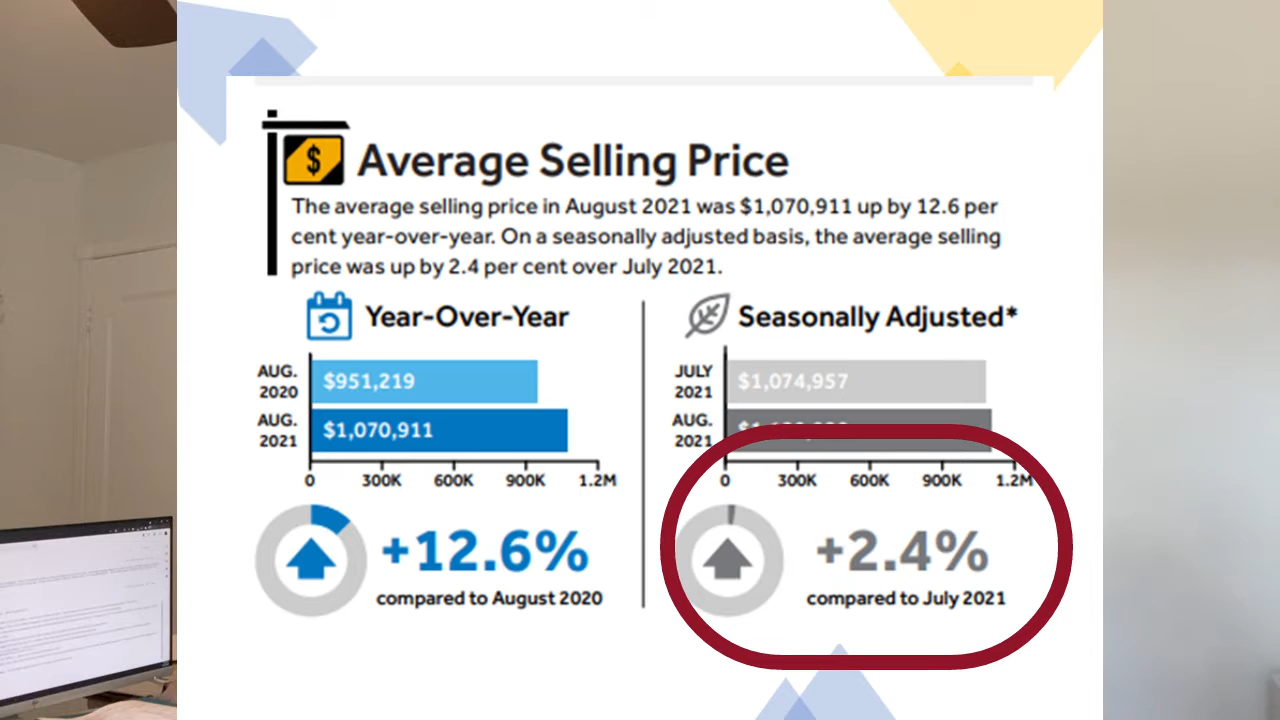 $
Average Selling Price
The average selling price in August 2021 was $1,070,911 up by 12.6 per
cent year-over-year. On a seasonally adjusted basis, the average selling
price was up by 2.4 per cent over July 2021.
Year-Over-Year
AUG.
2020
$951,219
AUG.
2021
$1,070,911
0 300K 600K 900K 1.2M
+12.6%
compared to August 2020
Seasonally Adjusted*
JULY
2021
$1,074,957
AUG.
2021
0 300K 600K 900K 1.2M
+2.4%
compared to July 2021